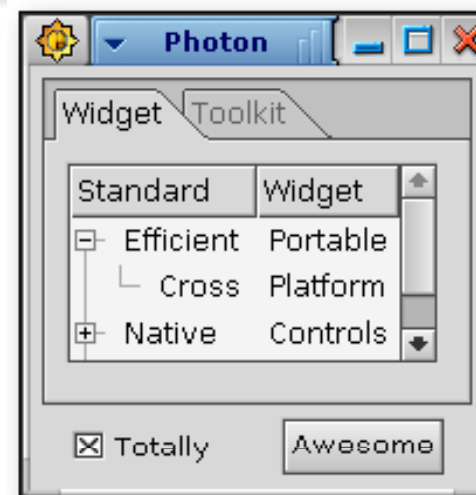 Photon
Widget Toolkit
Standard Widget
Efficient Portable
Cross Platform
Native Controls
Totally Awesome